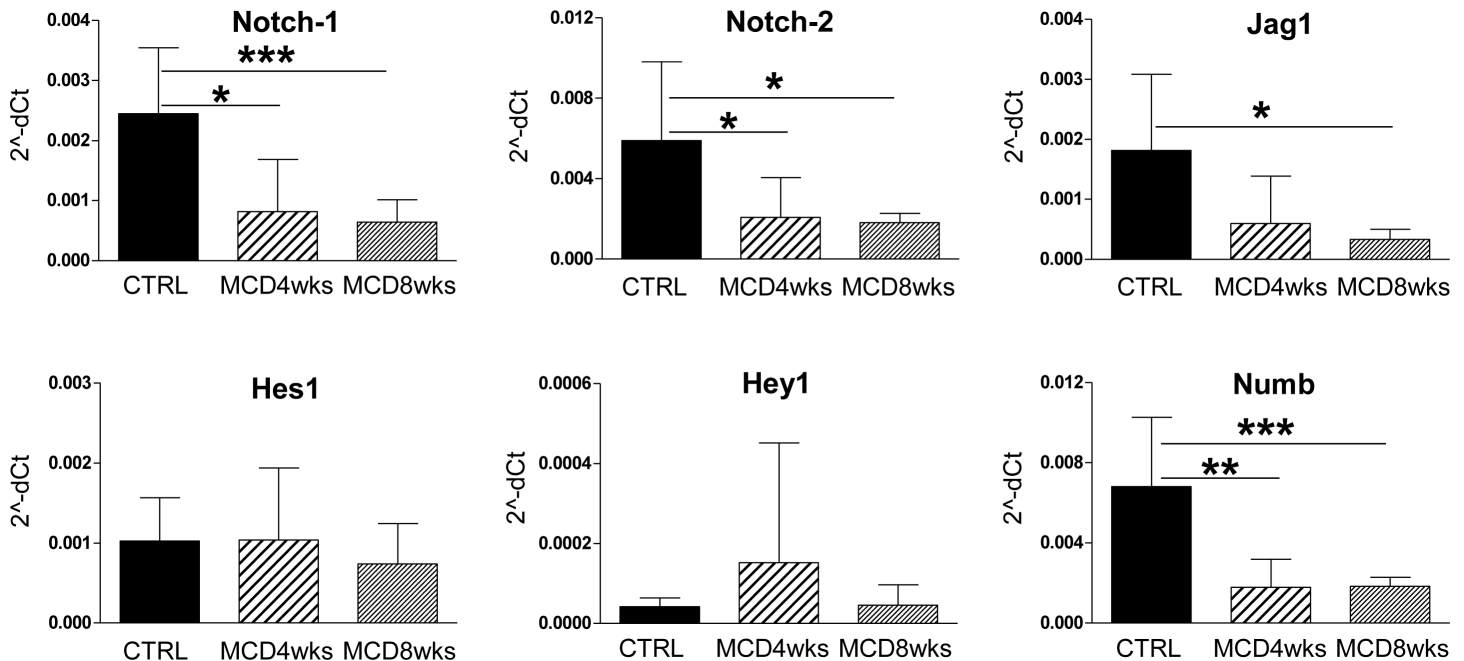 Notch-1
2^-dCt
0.004
0.003
0.002
0.001
0.000
***
*
CTRL MCD4wks MCD8wks
Notch-2
2^-dCt
0.012
0.008
0.004
0.000
*
*
CTRL MCD4wks MCD8wks
Jag1
2^-dCt
0.004
0.003
0.002
0.001
0.000
*
CTRL MCD4wks MCD8wks
Hes1
2^-dCt
0.003
0.002
0.001
0.000
CTRL MCD4wks MCD8wks
Hey1
2^-dCt
0.0006
0.0004
0.0002
0.0000
CTRL MCD4wks MCD8wks
Numb
2^-dCt
0.012
0.008
0.004
0.000
***
**
CTRL MCD4wks MCD8wks